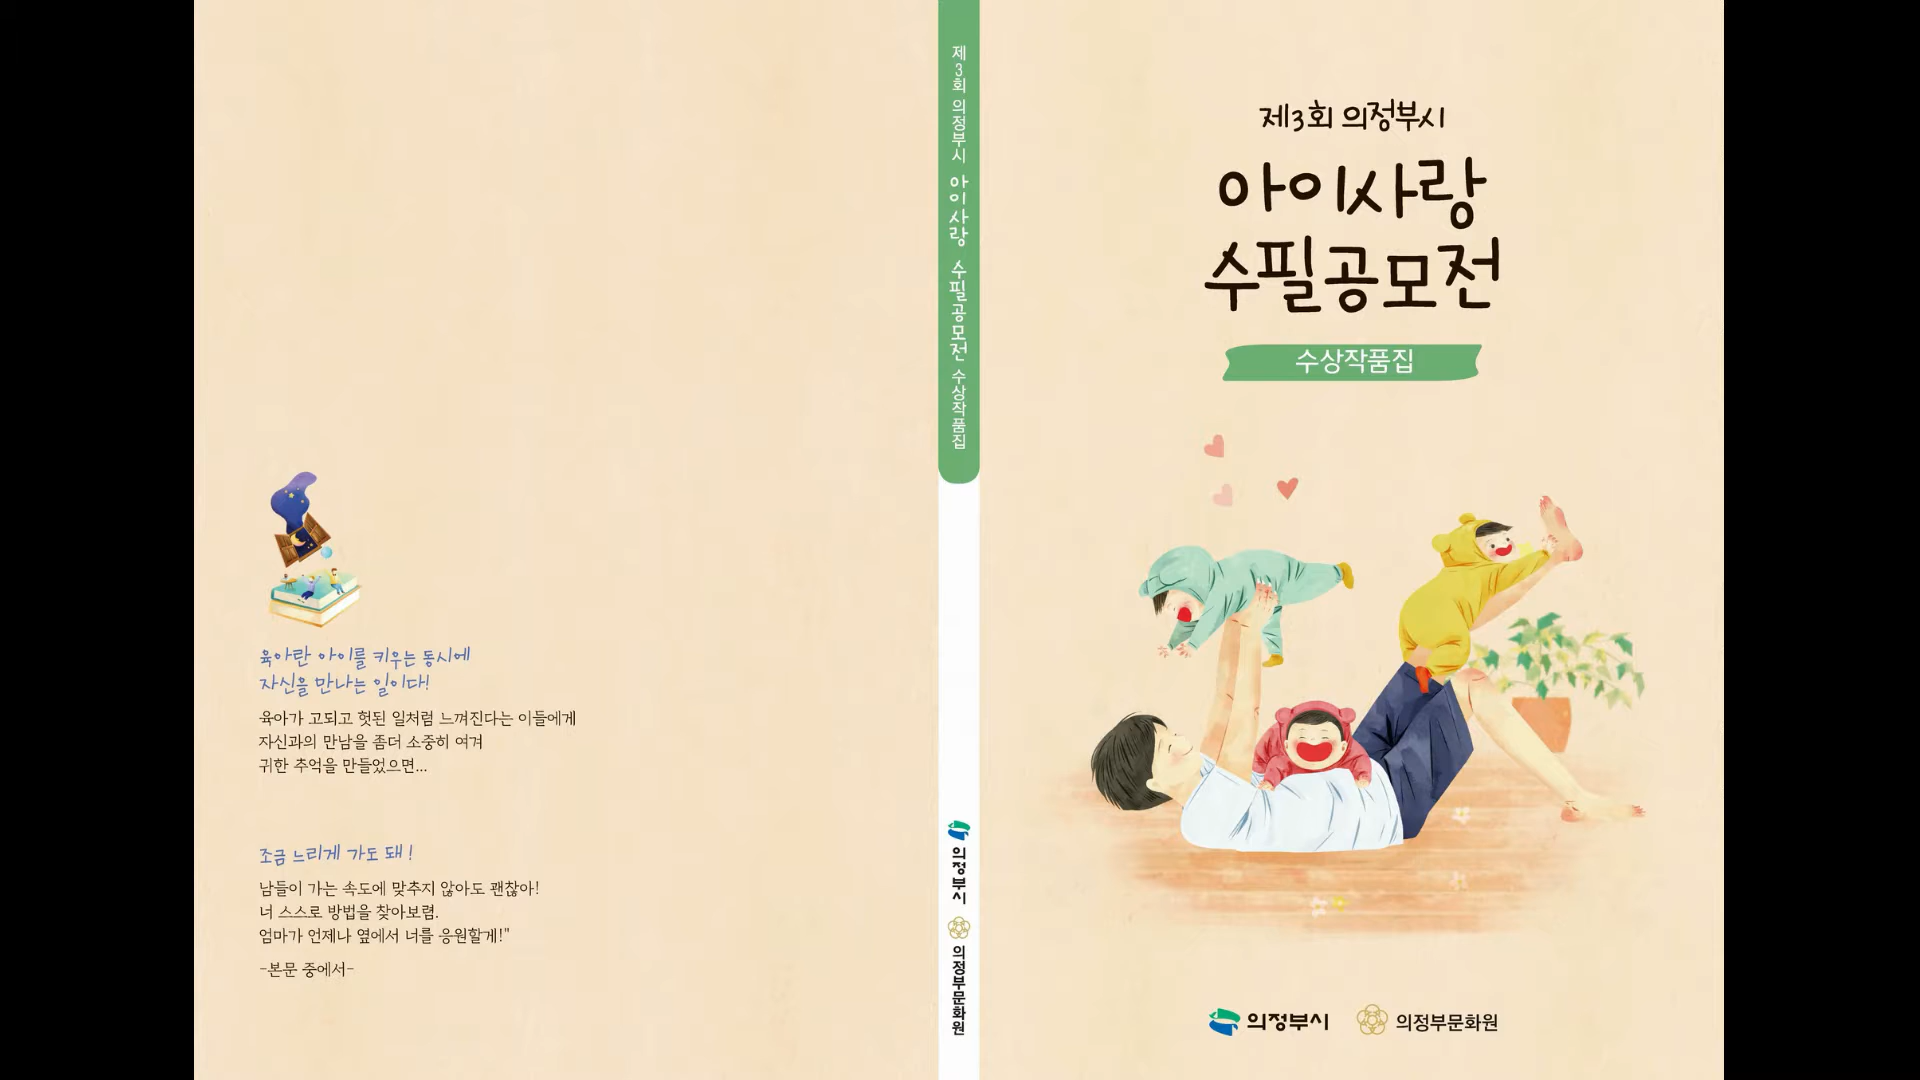 육아란 아이를 키우는 동시에
자신을 만나는 일이다!
육아가 고되고 헛된 일처럼 느껴진다는 이들에게
자신과의 만남을 좀더 소중히 여겨
귀한 추억을 만들었으면...
조금 느리게 가도 돼!
남들이 가는 속도에 맞추지 않아도 괜찮아!
너 스스로 방법을 찾아보렴.
엄마가 언제나 옆에서 너를 응원할게!"
-본문 중에서-
제3회 의정부시 아이사랑 수필공모전 수상작품집
의정부시
의정부문화원
제3회 의정부시
아이사랑
수필공모전
수상작품집
의정부시 의정부문화원